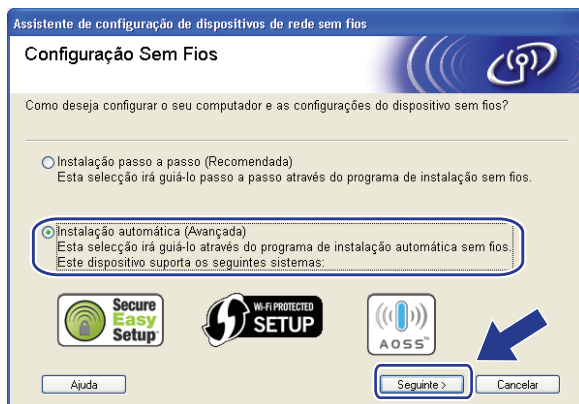 Assistente de configuração de dispositivos de rede sem fios
Configuração Sem Fios
Como deseja configurar o seu computador e as configurações do dispositivo sem fios?
Instalação passo a passo (Recomendada)
Esta selecção irá guiá-lo passo a passo através do programa de instalação sem fios.
Instalação automática (Avançada)
Esta selecção irá guiá-lo através do programa de instalação automática sem fios.
Este dispositivo suporta os seguintes sistemas:
Secure
Easy
Setup™
Wi-Fi PROTECTED
SETUP
AOSS™
Ajuda
Seguinte >
Cancelar